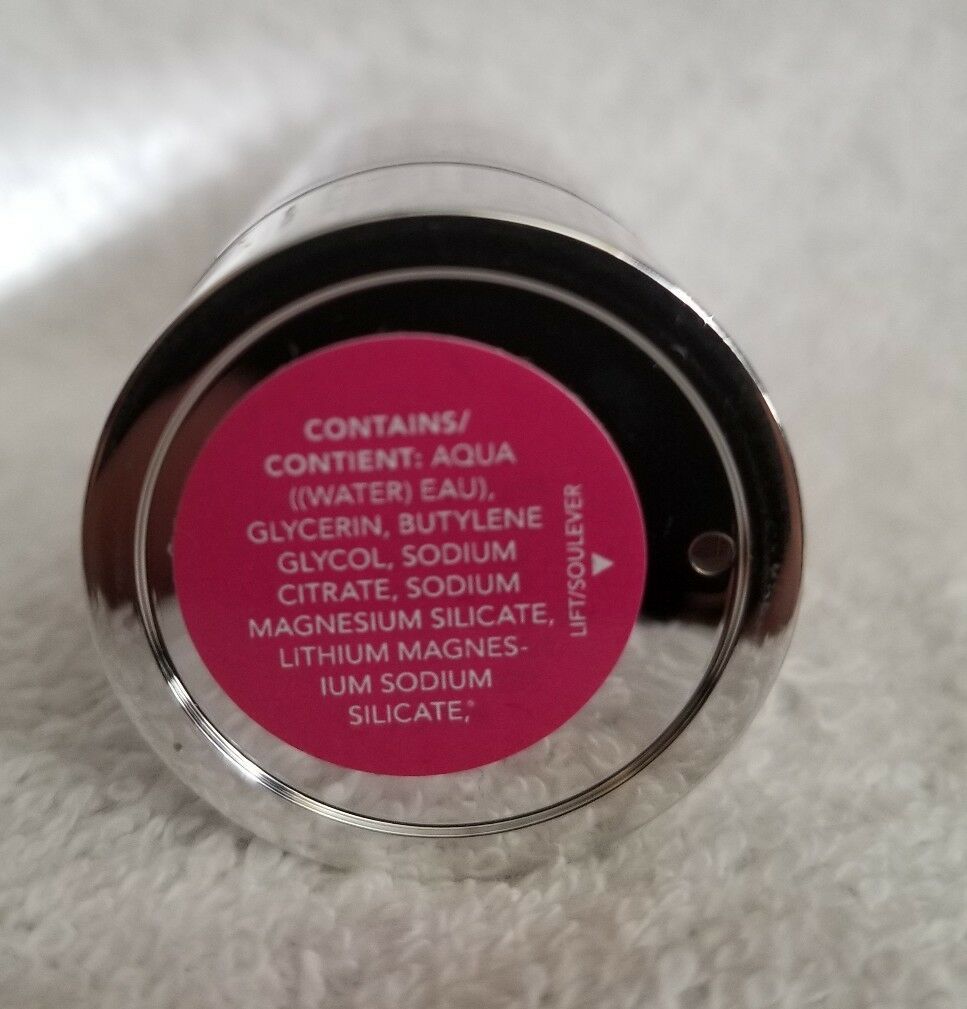 CONTAINS/
CONTIENT: AQUA
((WATER) EAU),
GLYCERIN, BUTYLENE
GLYCOL, SODIUM
CITRATE, SODIUM
MAGNESIUM SILICATE,
LITHIUM MAGNES-
IUM SODIUM
SILICATE,
LIFT/SOULEVER